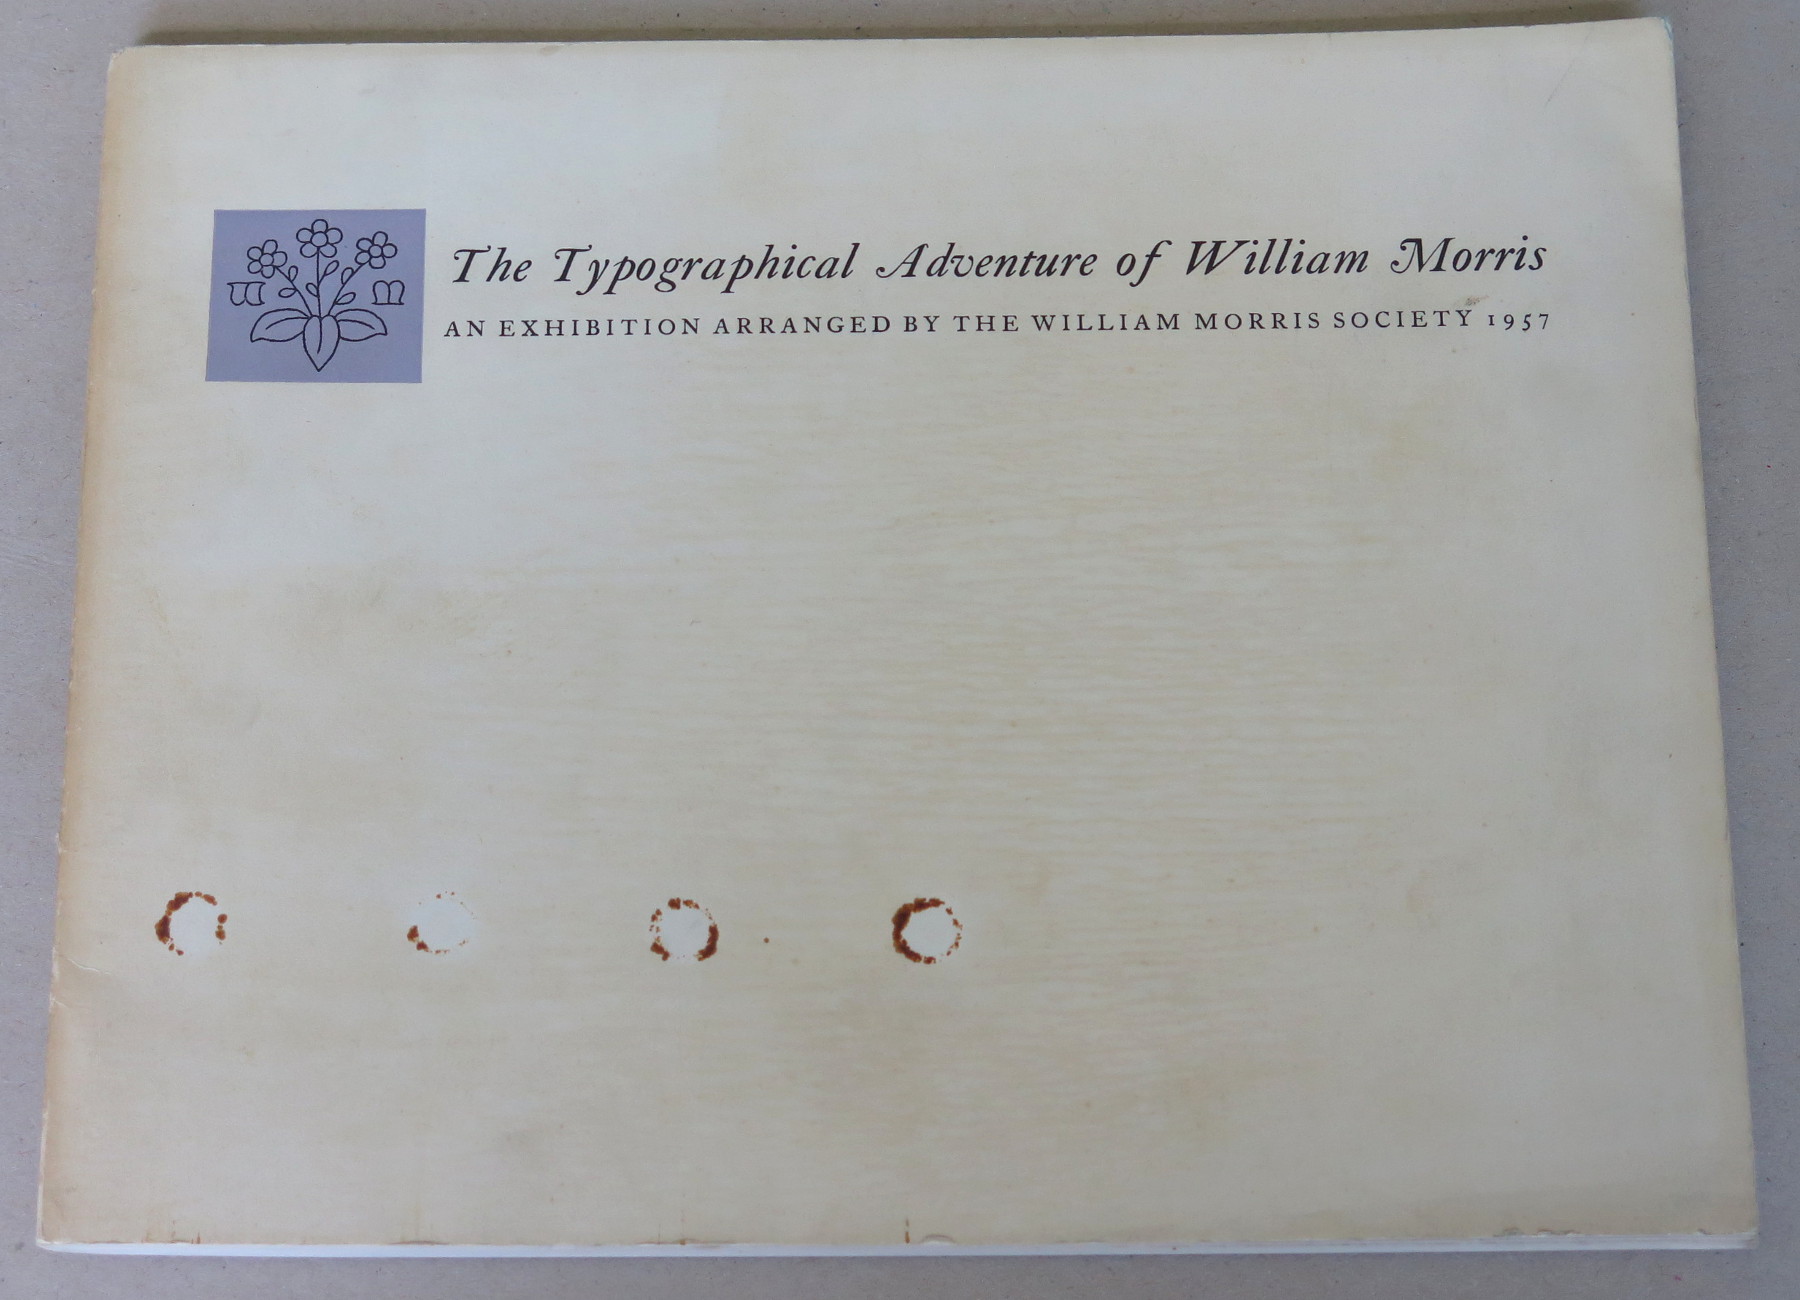 W M
The Typographical Adventure of William Morris
AN EXHIBITION ARRANGED BY THE WILLIAM MORRIS SOCIETY 1957